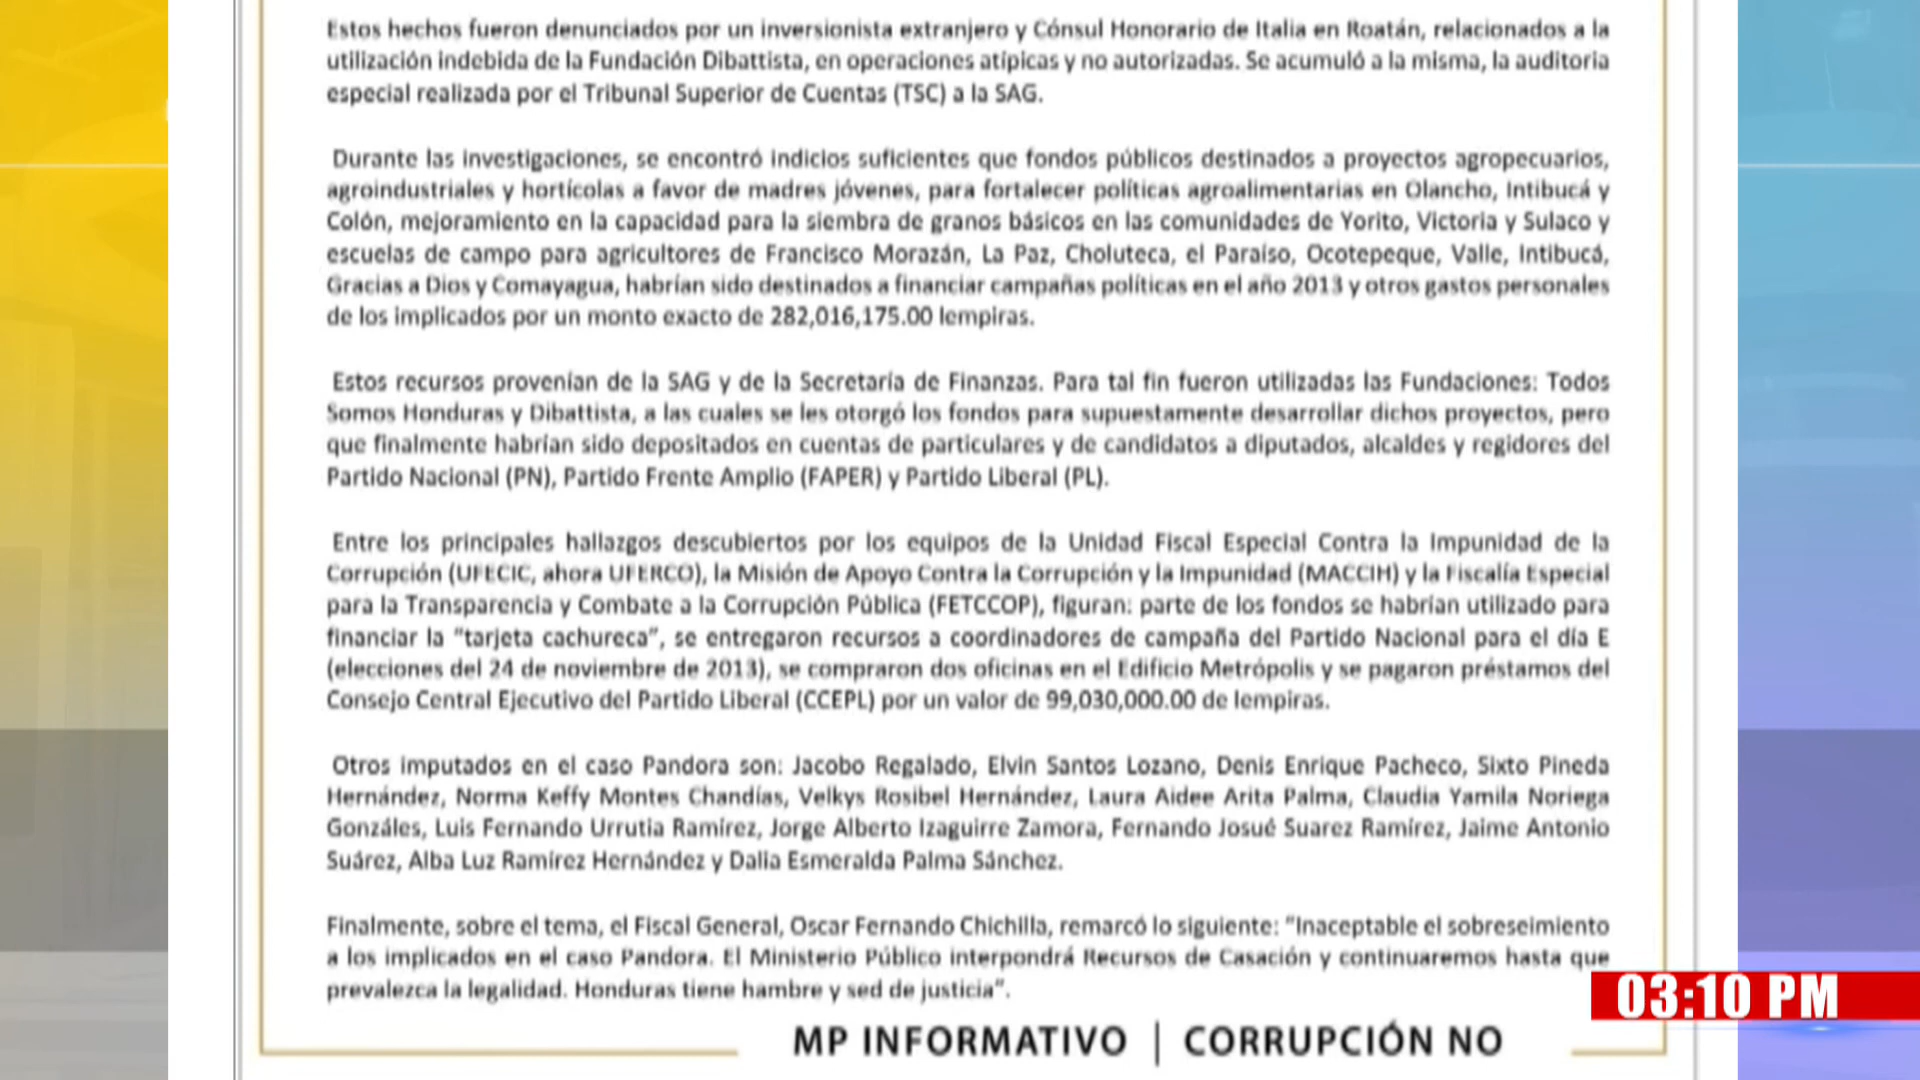 Estos hechos fueron denunciados por un inversionista extranjero y Cónsul Honorario de Italia en Roatán, relacionados a la
utilización indebida de la Fundación Dibattista, en operaciones atípicas y no autorizadas. Se acumuló a la misma, la auditoria
especial realizada por el Tribunal Superior de Cuentas (TSC) a la SAG.
Durante las investigaciones, se encontró indicios suficientes que fondos públicos destinados a proyectos agropecuarios,
agroindustriales y hortícolas a favor de madres jóvenes, para fortalecer políticas agroalimentarias en Olancho, Intibucá y
Colón, mejoramiento en la capacidad para la siembra de granos básicos en las comunidades de Yorito, Victoria y Sulaco y
escuelas de campo para agricultores de Francisco Morazán, La Paz, Choluteca, el Paraíso, Ocotepeque, Valle, Intibucá,
Gracias a Dios y Comayagua, habrían sido destinados a financiar campañas políticas en el año 2013 y otros gastos personales
de los implicados por un monto exacto de 282,016,175.00 lempiras.
Estos recursos provenían de la SAG y de la Secretaría de Finanzas. Para tal fin fueron utilizadas las Fundaciones: Todos
Somos Honduras y Dibattista, a las cuales se les otorgó los fondos para supuestamente desarrollar dichos proyectos, pero
que finalmente habrían sido depositados en cuentas de particulares y de candidatos a diputados, alcaldes y regidores del
Partido Nacional (PN), Partido Frente Amplio (FAPER) y Partido Liberal (PL).
Entre los principales hallazgos descubiertos por los equipos de la Unidad Fiscal Especial Contra la Impunidad de la
Corrupción (UFECIC, ahora UFERCO), la Misión de Apoyo Contra la Corrupción y la Impunidad (MACCIH) y la Fiscalía Especial
para la Transparencia y Combate a la Corrupción Pública (FETCCOP), figuran: parte de los fondos se habrían utilizado para
financiar la "tarjeta cachureca", se entregaron recursos a coordinadores de campaña del Partido Nacional para el día E
(elecciones del 24 de noviembre de 2013), se compraron dos oficinas en el Edificio Metrópolis y se pagaron préstamos del
Consejo Central Ejecutivo del Partido Liberal (CCEPL) por un valor de 99,030,000.00 de lempiras.
Otros imputados en el caso Pandora son: Jacobo Regalado, Elvin Santos Lozano, Denis Enrique Pacheco, Sixto Pineda
Hernández, Norma Keffy Montes Chandías, Velkys Rosibel Hernández, Laura Aidee Arita Palma, Claudia Yamila Noriega
Gonzáles, Luis Fernando Urrutia Ramírez, Jorge Alberto Izaguirre Zamora, Fernando Josué Suarez Ramírez, Jaime Antonio
Suárez, Alba Luz Ramírez Hernández y Dalia Esmeralda Palma Sánchez.
Finalmente, sobre el tema, el Fiscal General, Oscar Fernando Chichilla, remarcó lo siguiente: "Inaceptable el sobreseimiento
a los implicados en el caso Pandora. El Ministerio Público interpondrá Recursos de Casación y continuaremos hasta que
prevalezca la legalidad. Honduras tiene hambre y sed de justicia".
MP INFORMATIVO | CORRUPCIÓN NO
03:10 PM